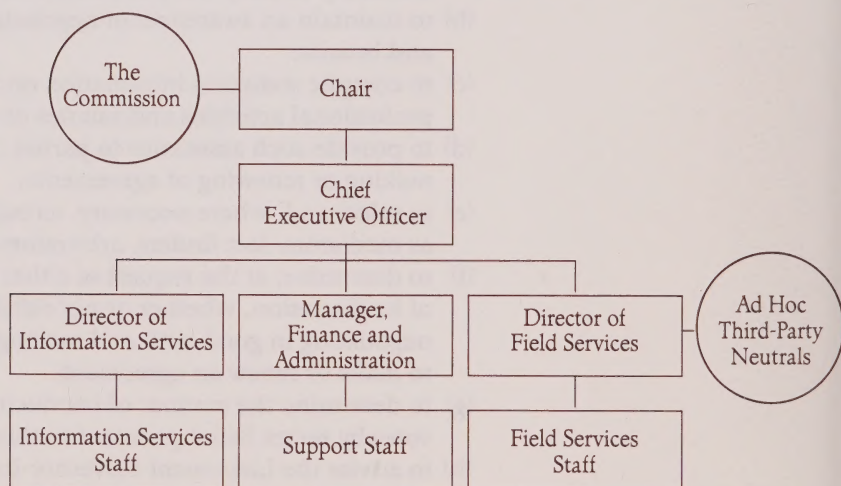 The
Commission
Chair
Chief
Executive Officer
Director of
Information Services
Manager,
Finance and
Administration
Director of
Field Services
Ad Hoc
Third-Party
Neutrals
Information Services
Staff
Support Staff
Field Services
Staff